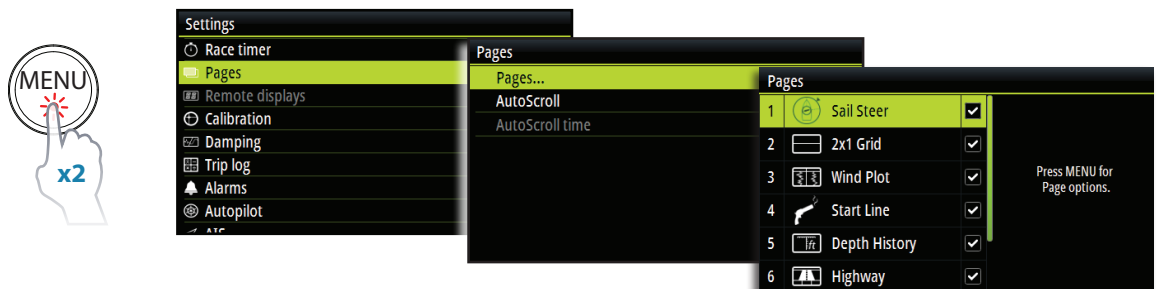 MENU
x2
Settings
Race timer
Pages
Remote displays
Calibration
Damping
Trip log
Alarms
Autopilot
AIS
Pages
Pages...
AutoScroll
AutoScroll time
Pages
1 Sail Steer
2 2x1 Grid
3 Wind Plot
4 Start Line
5 ft Depth History
6 Highway
Press MENU for
Page options.